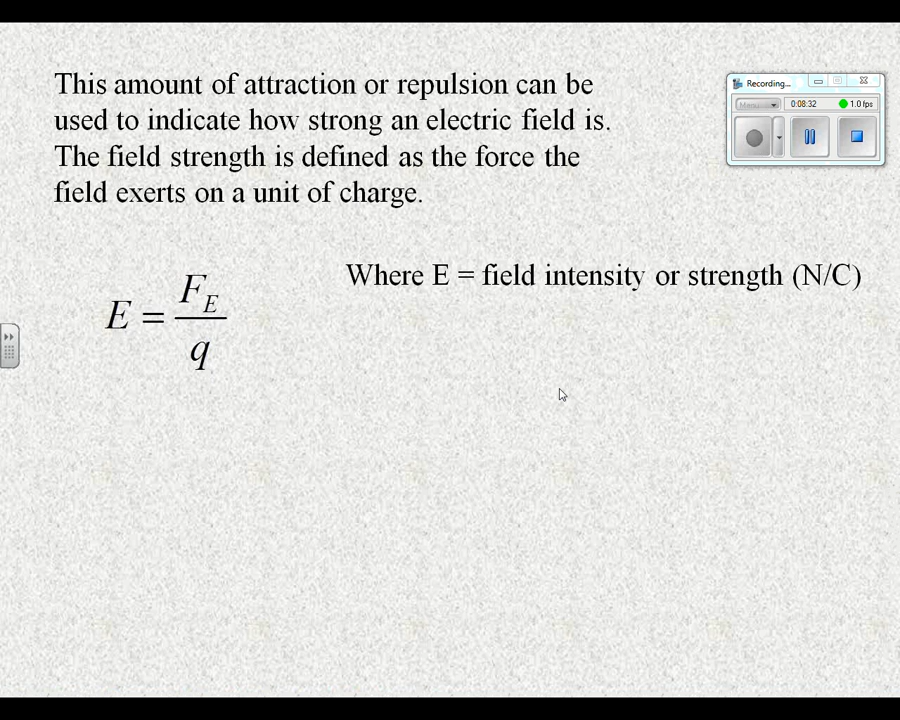 This amount of attraction or repulsion can be
used to indicate how strong an electric field is.
The field strength is defined as the force the
field exerts on a unit of charge.
Recording...
Menu
0:08:32
1.0 fps
E = F_E / q
Where E = field intensity or strength (N/C)